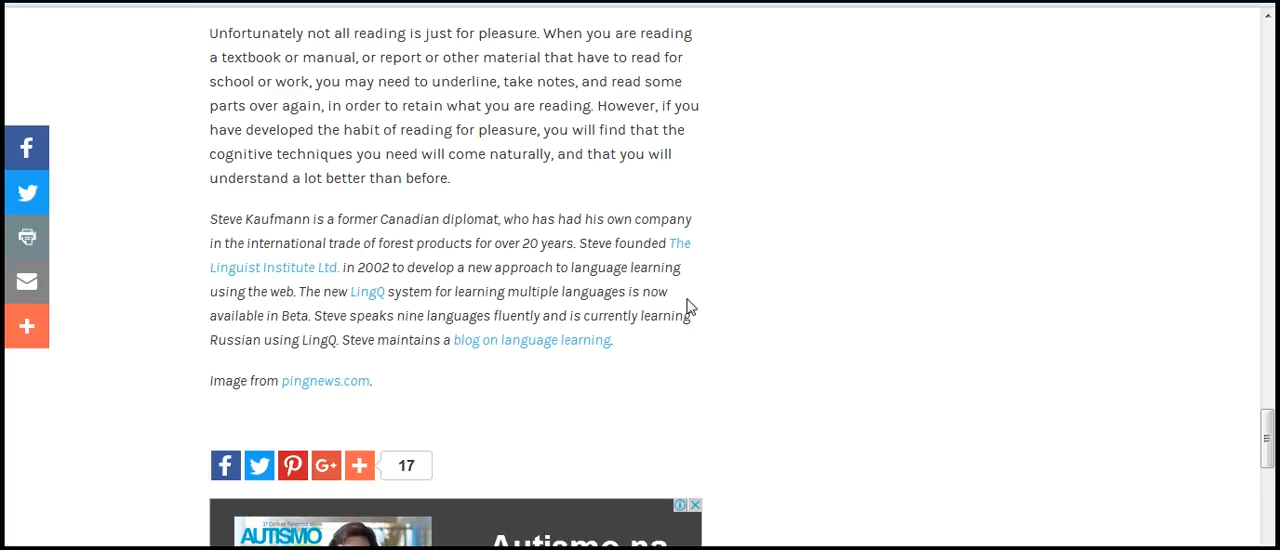 Unfortunately not all reading is just for pleasure. When you are reading
a textbook or manual, or report or other material that have to read for
school or work, you may need to underline, take notes, and read some
parts over again, in order to retain what you are reading. However, if you
have developed the habit of reading for pleasure, you will find that the
cognitive techniques you need will come naturally, and that you will
understand a lot better than before.
Steve Kaufmann is a former Canadian diplomat, who has had his own company
in the international trade of forest products for over 20 years. Steve founded The
Linguist Institute Ltd. in 2002 to develop a new approach to language learning
using the web. The new LingQ system for learning multiple languages is now
available in Beta. Steve speaks nine languages fluently and is currently learning
Russian using LingQ. Steve maintains a blog on language learning.
Image from pingnews.com.
G+ 17
AUTISMO
Autismo na